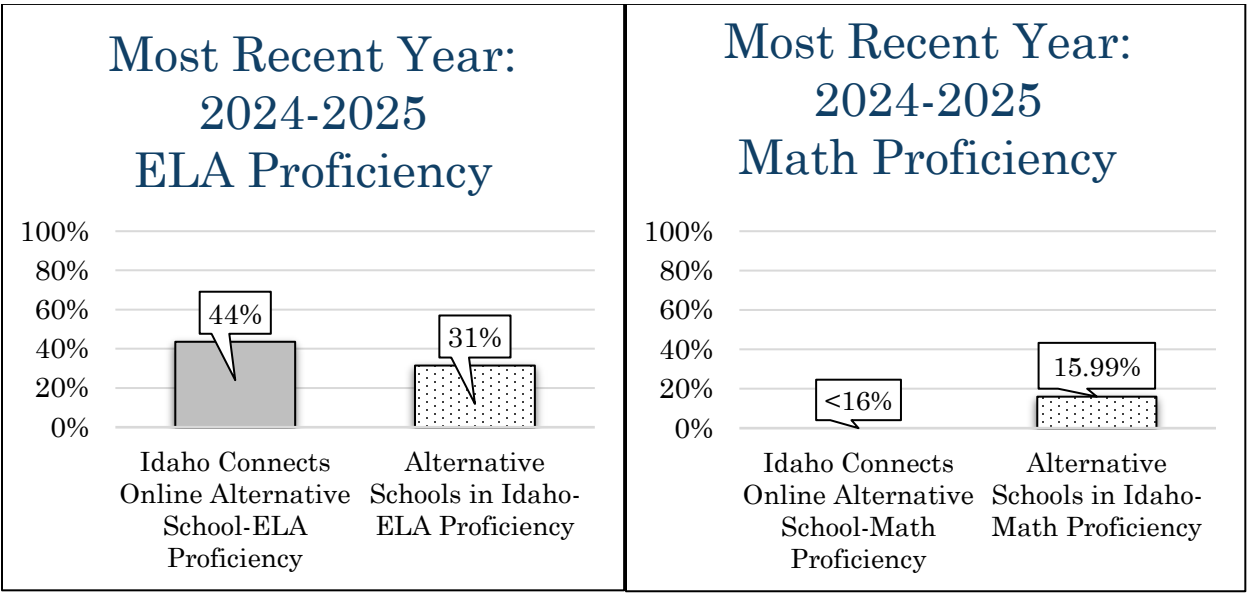 Most Recent Year:
2024-2025
ELA Proficiency
100%
80%
60%
40%
20%
0%
44%
31%
Idaho Connects
Online Alternative
School-ELA
Proficiency
Alternative
Schools in Idaho-
ELA Proficiency
Most Recent Year:
2024-2025
Math Proficiency
100%
80%
60%
40%
20%
0%
<16%
15.99%
Idaho Connects
Online Alternative
School-Math
Proficiency
Alternative
Schools in Idaho-
Math Proficiency